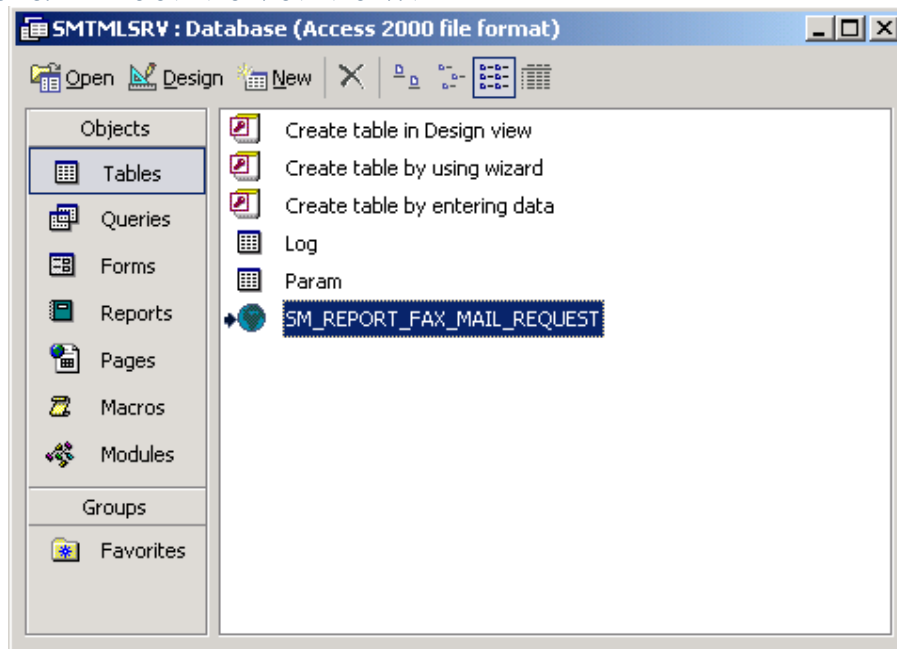 SMTMLSRV : Database (Access 2000 file format)
Open Design New
Objects
Tables
Queries
Forms
Reports
Pages
Macros
Modules
Groups
Favorites
Create table in Design view
Create table by using wizard
Create table by entering data
Log
Param
SM_REPORT_FAX_MAIL_REQUEST